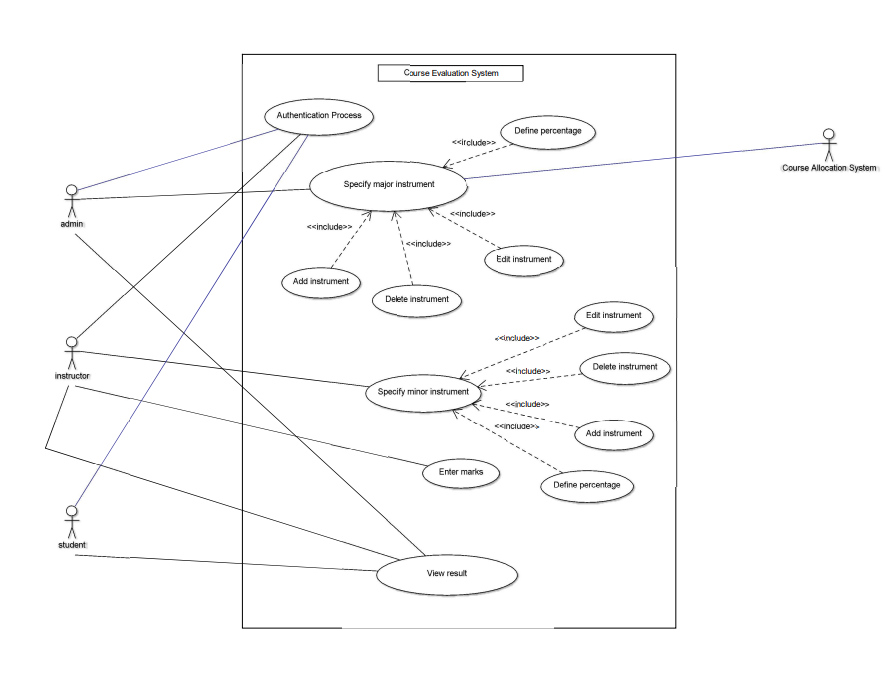 Course Evaluation System
Authentication Process
Define percentage
<<include>>
Course Allocation System
Specify major instrument
admin
<<include>>
<<include>>
<<include>>
Edit instrument
Add instrument
Delete instrument
Edit instrument
<<include>>
instructor
Delete instrument
<<include>>
Specify minor instrument
<<include>>
<<include>>
Add instrument
Enter marks
Define percentage
student
View result